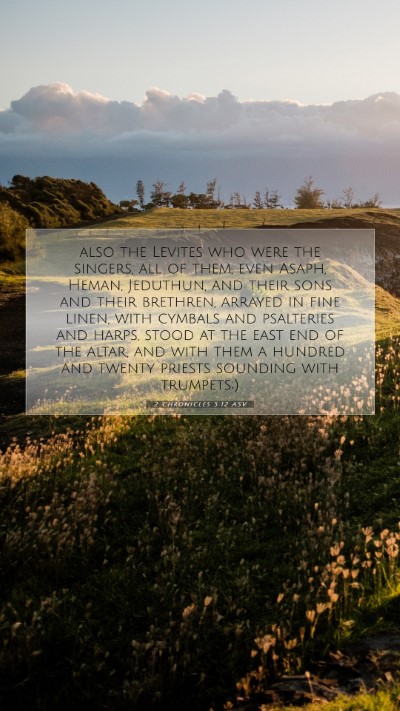 also the Levites who were the
singers, all of them, even Asaph,
Heman, Jeduthun, and their sons
and their brethren, arrayed in fine
linen, with cymbals and psalteries
and harps, stood at the east end of
the altar, and with them a hundred
and twenty priests sounding with
trumpets;)
2 Chronicles 5:12 ASV